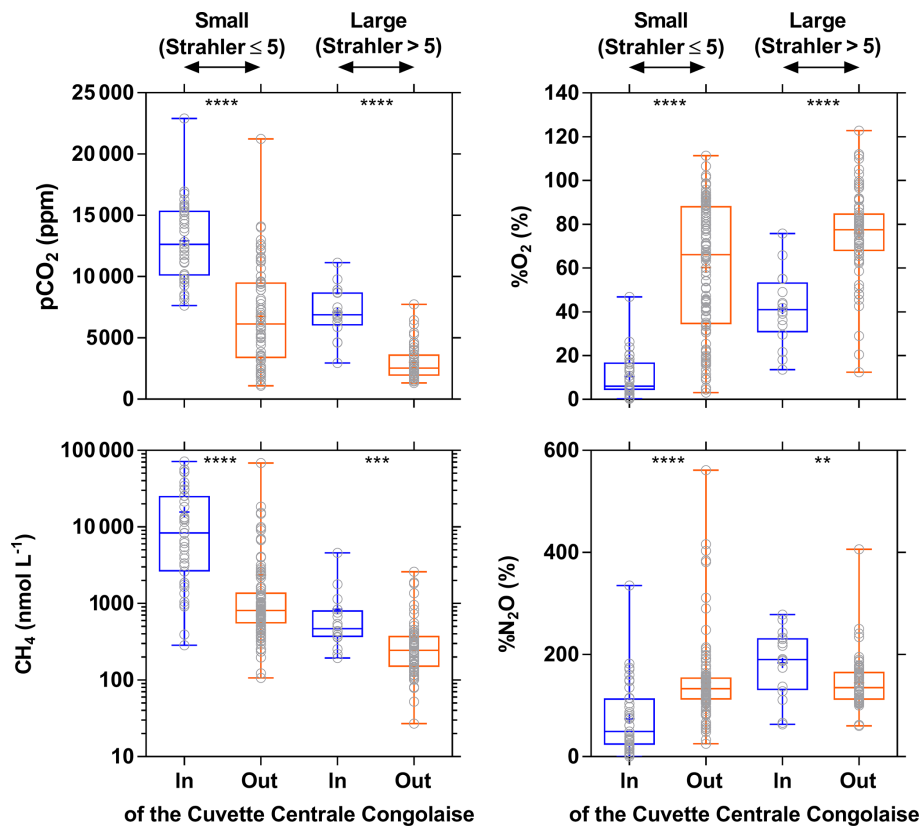 Small
(Strahler ≤ 5)
Large
(Strahler > 5)
Small
(Strahler ≤ 5)
Large
(Strahler > 5)
pCO₂ (ppm)
25 000
20 000
15 000
10 000
5000
0
****
****
%O₂ (%)
140
120
100
80
60
40
20
0
****
****
CH₄ (nmol L⁻¹)
100 000
10 000
1000
100
10
****
***
In
Out
In
Out
of the Cuvette Centrale Congolaise
%N₂O (%)
600
400
200
0
****
**
In
Out
In
Out
of the Cuvette Centrale Congolaise